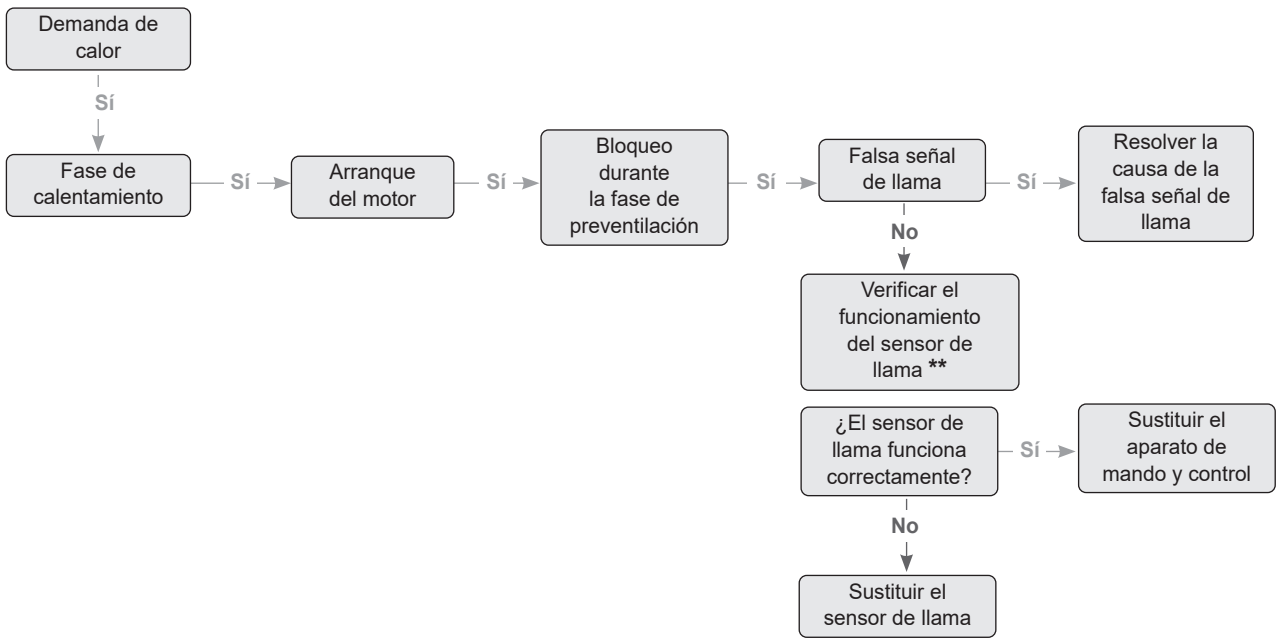 Demanda de
calor
Sí
Fase de
calentamiento
Sí
Arranque
del motor
Sí
Bloqueo
durante
la fase de
preventilación
Sí
Falsa señal
de llama
Sí
Resolver la
causa de la
falsa señal de
llama
No
Verificar el
funcionamiento
del sensor de
llama **
¿El sensor de
llama funciona
correctamente?
Sí
Sustituir el
aparato de
mando y control
No
Sustituir el
sensor de llama